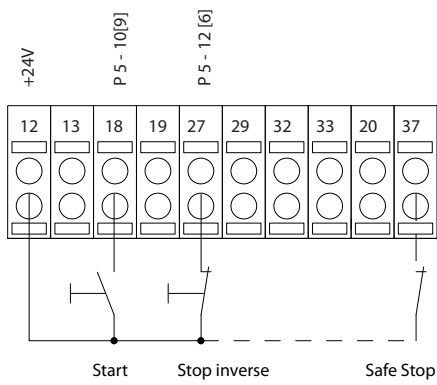 +24V
P 5 - 10[9]
P 5 - 12 [6]
12 13 18 19 27 29 32 33 20 37
Start Stop inverse Safe Stop